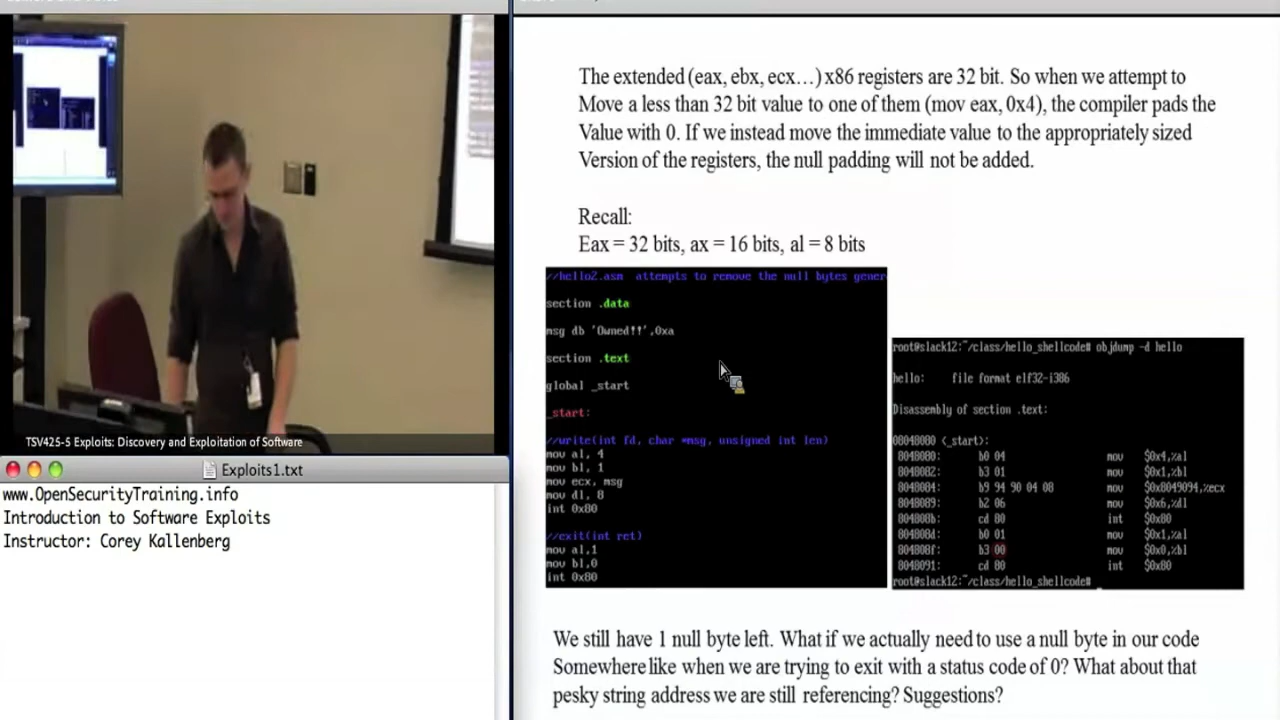 The extended (eax, ebx, ecx…) x86 registers are 32 bit. So when we attempt to
Move a less than 32 bit value to one of them (mov eax, 0x4), the compiler pads the
Value with 0. If we instead move the immediate value to the appropriately sized
Version of the registers, the null padding will not be added.
Recall:
Eax = 32 bits, ax = 16 bits, al = 8 bits
//hello2.asm attempts to remove the null bytes gener
section .data
msg db 'Owned!!',0xa
section .text
global _start
_start:
//write(int fd, char *msg, unsigned int len)
mov al, 4
mov bl, 1
mov ecx, msg
mov dl, 8
int 0x80
//exit(int ret)
mov al,1
mov bl,0
int 0x80
root@slack12:~/class/hello_shellcode# objdump -d hello
hello: file format elf32-i386
Disassembly of section .text:
08048080 <_start>:
8048080: b0 04 mov $0x4,%al
8048082: b3 01 mov $0x1,%bl
8048084: b9 94 90 04 08 mov $0x8049094,%ecx
8048089: b2 06 mov $0x6,%dl
804808b: cd 80 int $0x80
804808d: b0 01 mov $0x1,%al
804808f: b3 00 mov $0x0,%bl
8048091: cd 80 int $0x80
root@slack12:~/class/hello_shellcode#
We still have 1 null byte left. What if we actually need to use a null byte in our code
Somewhere like when we are trying to exit with a status code of 0? What about that
pesky string address we are still referencing? Suggestions?
TSV425-5 Exploits: Discovery and Exploitation of Software
Exploits1.txt
www.OpenSecurityTraining.info
Introduction to Software Exploits
Instructor: Corey Kallenberg